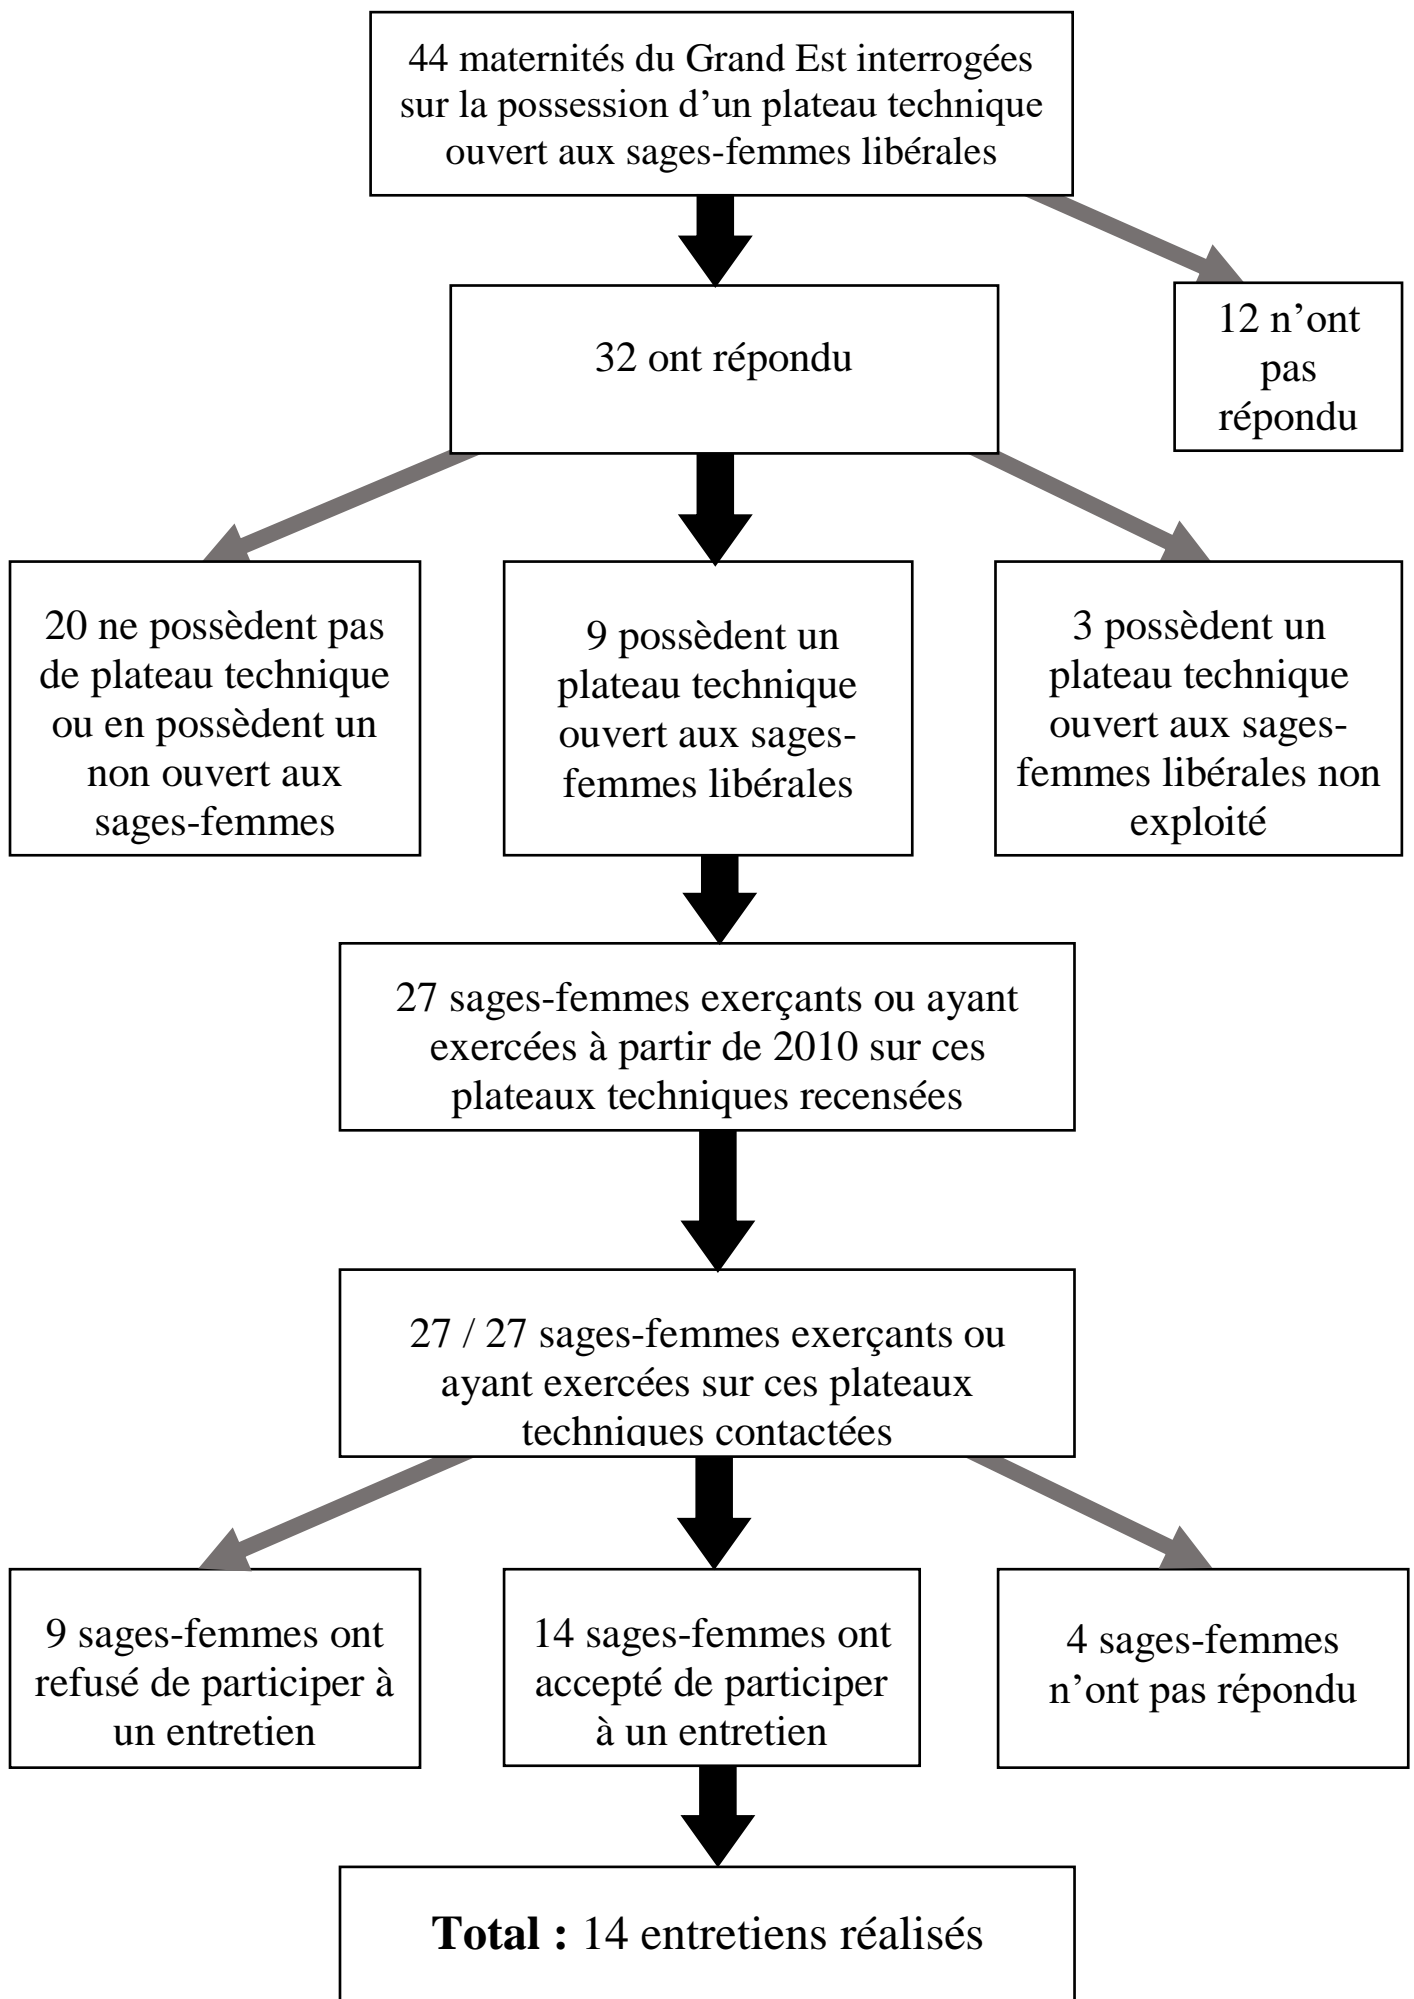 44 maternités du Grand Est interrogées
sur la possession d’un plateau technique
ouvert aux sages-femmes libérales
32 ont répondu
12 n’ont
pas
répondu
20 ne possèdent pas
de plateau technique
ou en possèdent un
non ouvert aux
sages-femmes
9 possèdent un
plateau technique
ouvert aux sages-
femmes libérales
3 possèdent un
plateau technique
ouvert aux sages-
femmes libérales non
exploité
27 sages-femmes exerçants ou ayant
exercées à partir de 2010 sur ces
plateaux techniques recensées
27 / 27 sages-femmes exerçants ou
ayant exercées sur ces plateaux
techniques contactées
9 sages-femmes ont
refusé de participer à
un entretien
14 sages-femmes ont
accepté de participer
à un entretien
4 sages-femmes
n’ont pas répondu
Total : 14 entretiens réalisés